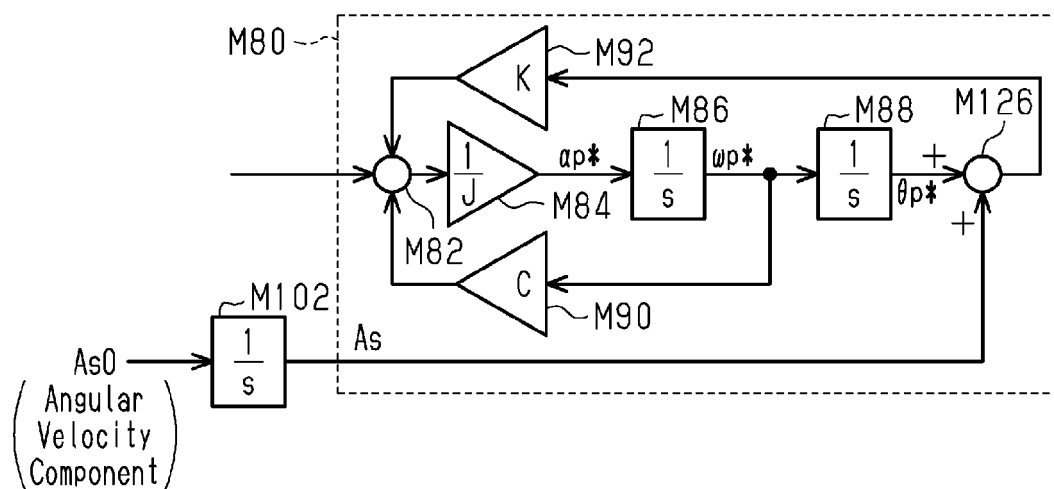 M80
M92
K
M126
M86
M88
1
J
αp*
1
s
ωp*
1
s
+
θp*
+
M84
M82
C
M90
M102
1
s
As
As0
Angular
Velocity
Component